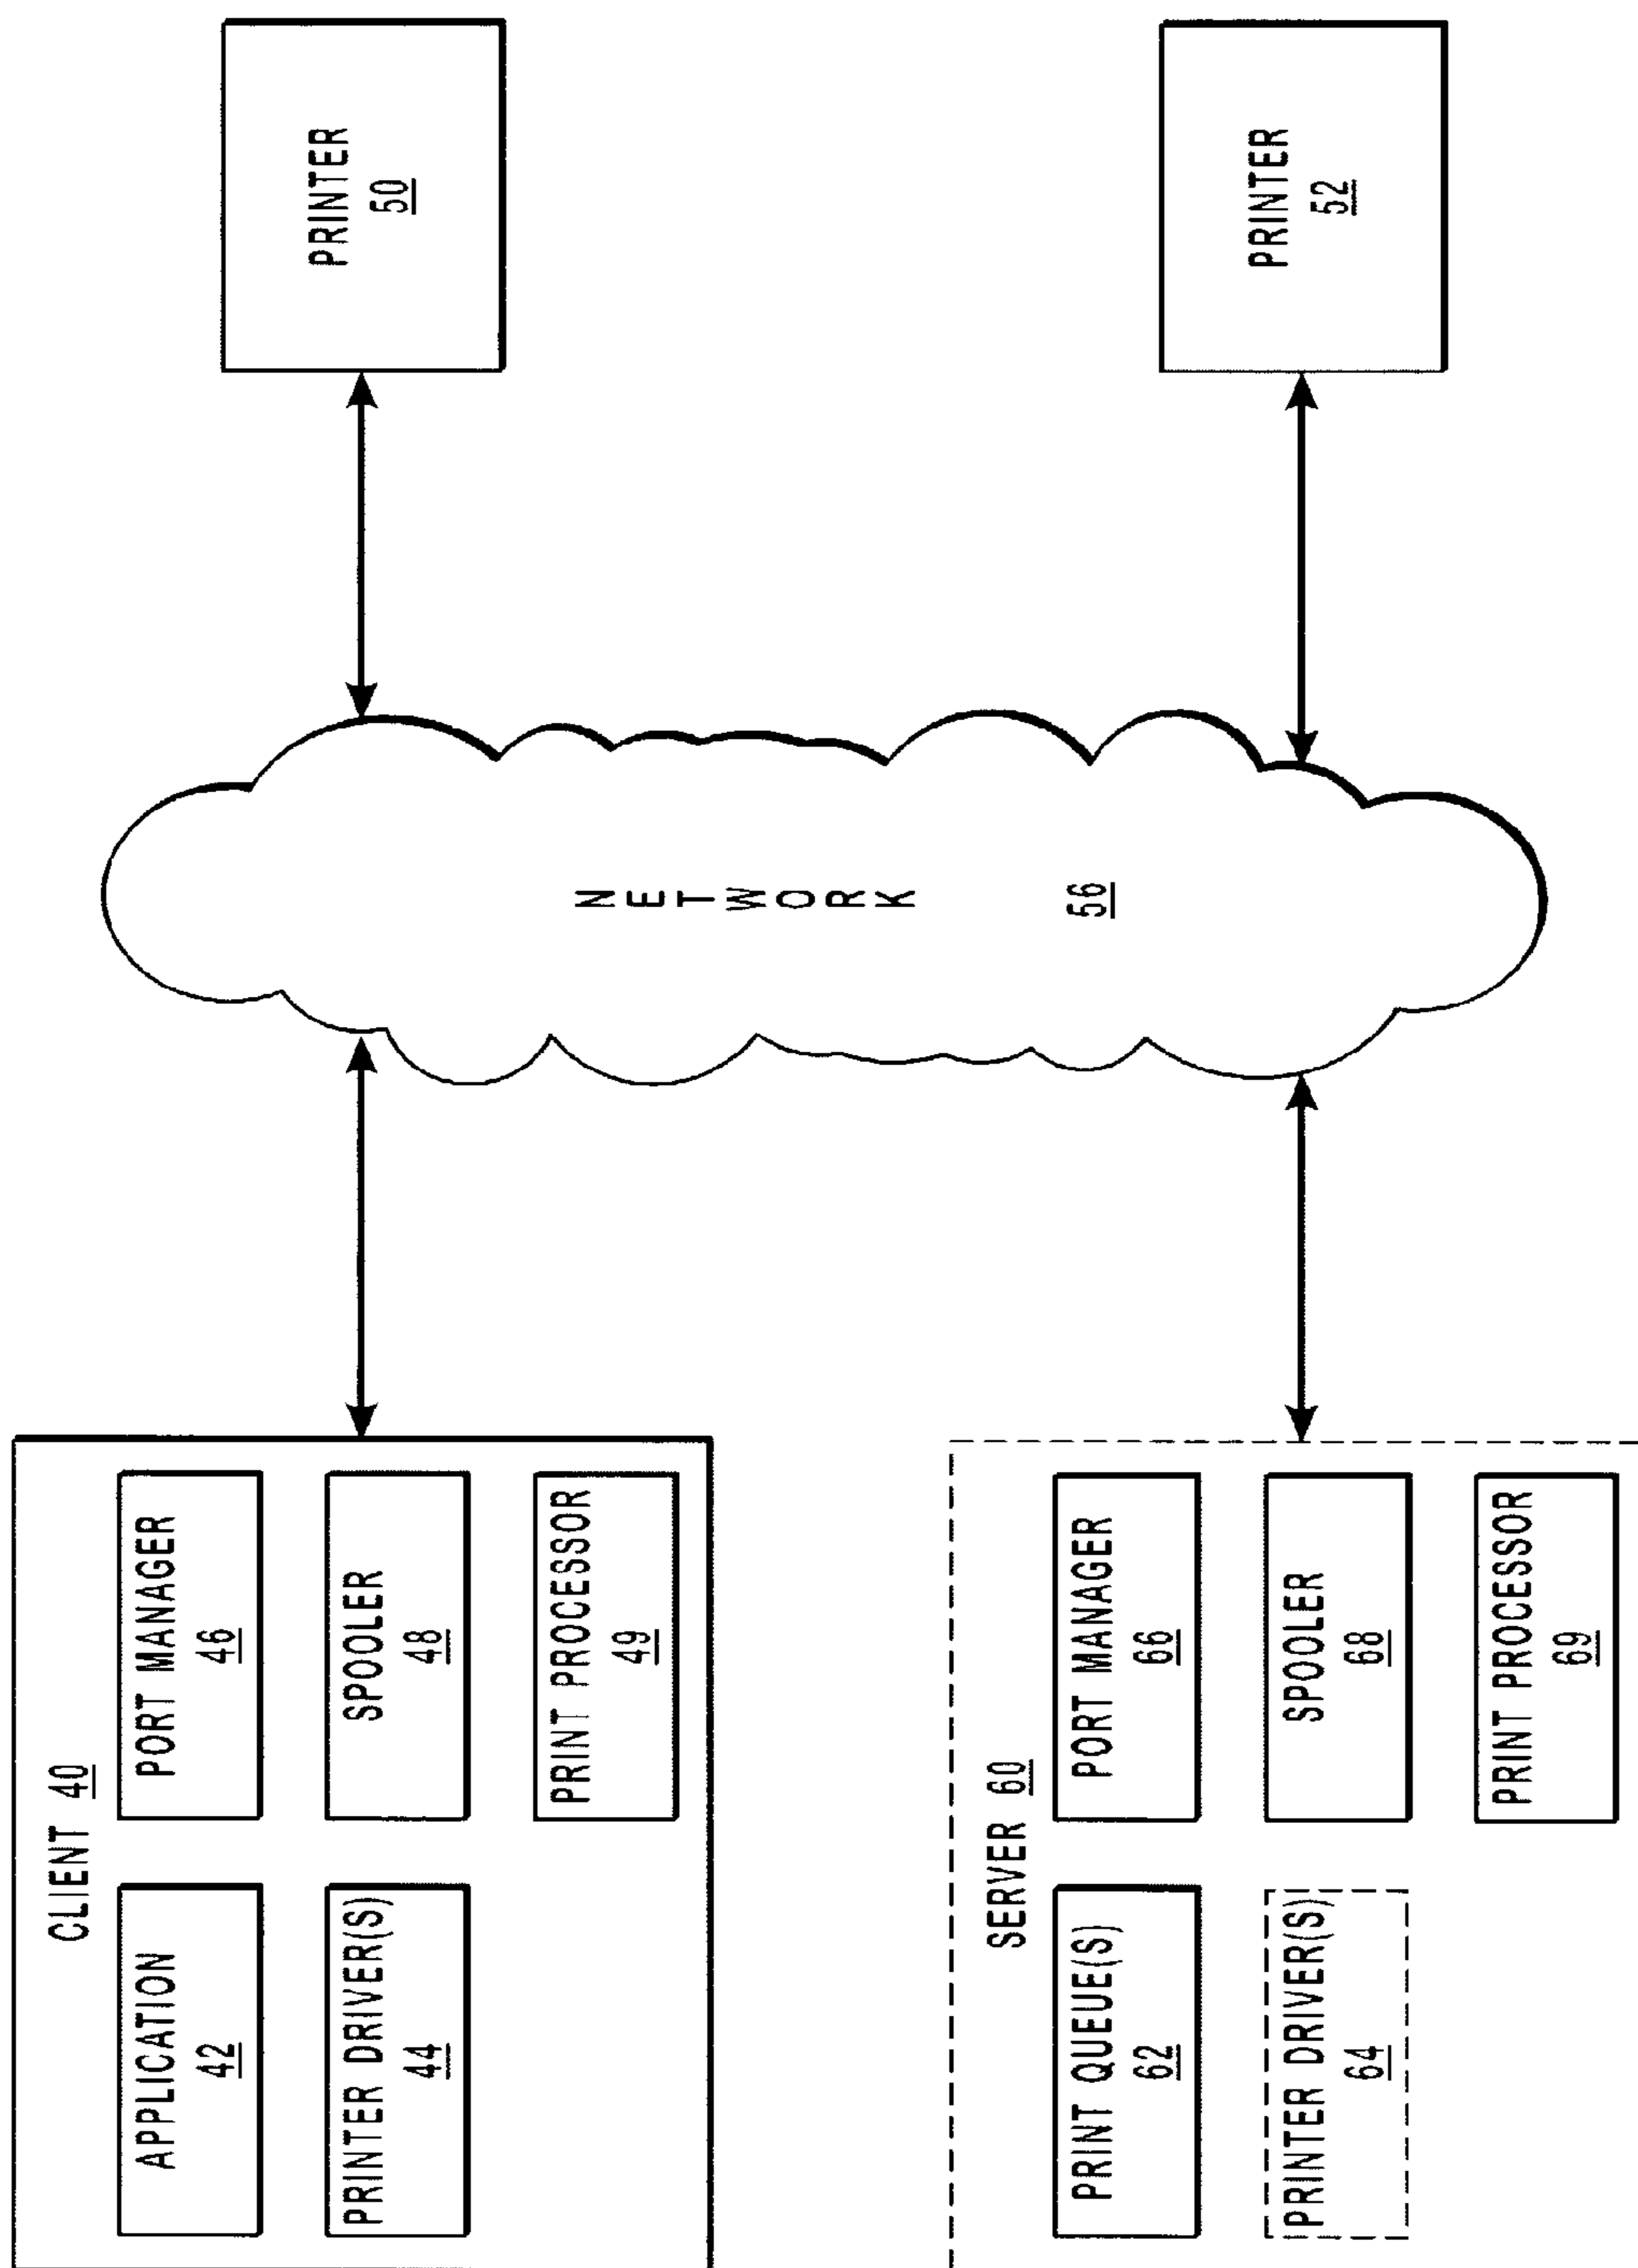 CLIENT 40
APPLICATION
42
PORT MANAGER
46
PRINTER DRIVER(S)
44
SPOOLER
48
PRINT PROCESSOR
49
NETWORK
56
PRINTER
50
SERVER 60
PRINT QUEUE(S)
62
PORT MANAGER
66
PRINTER DRIVER(S)
64
SPOOLER
68
PRINT PROCESSOR
69
PRINTER
52